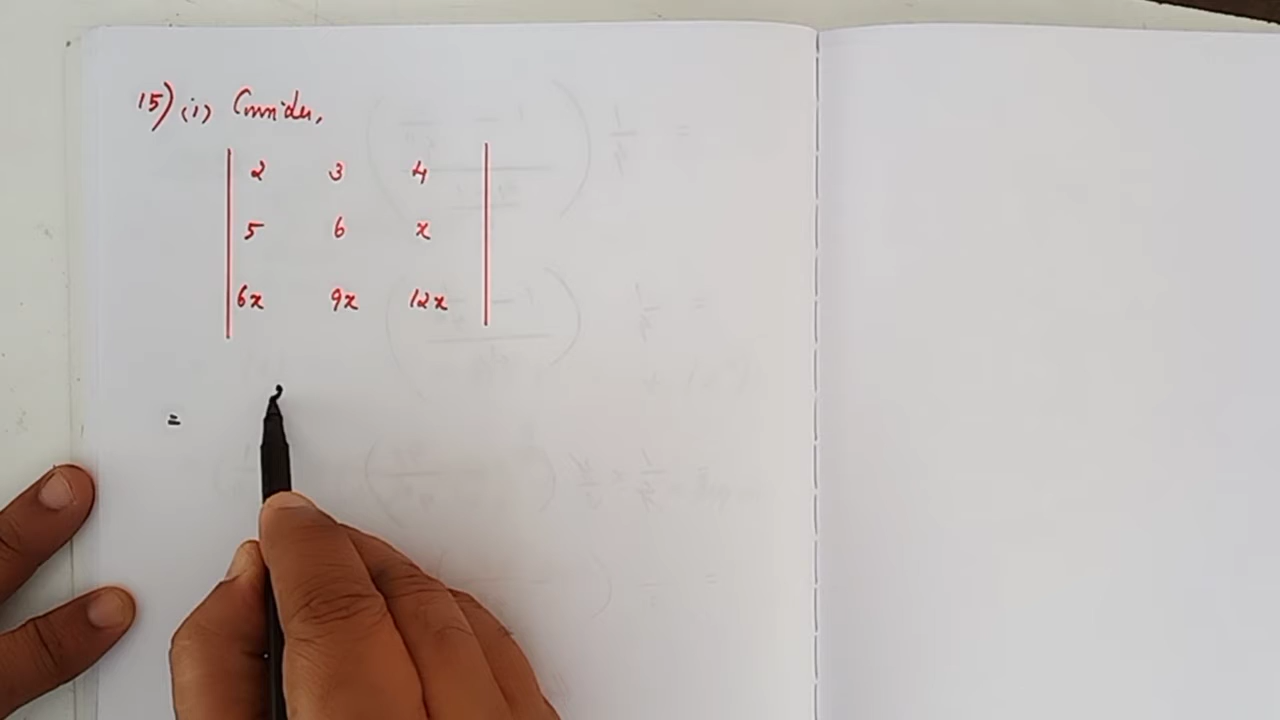 15) (i) Consider,
2 3 4
5 6 x
6x 9x 12x
=